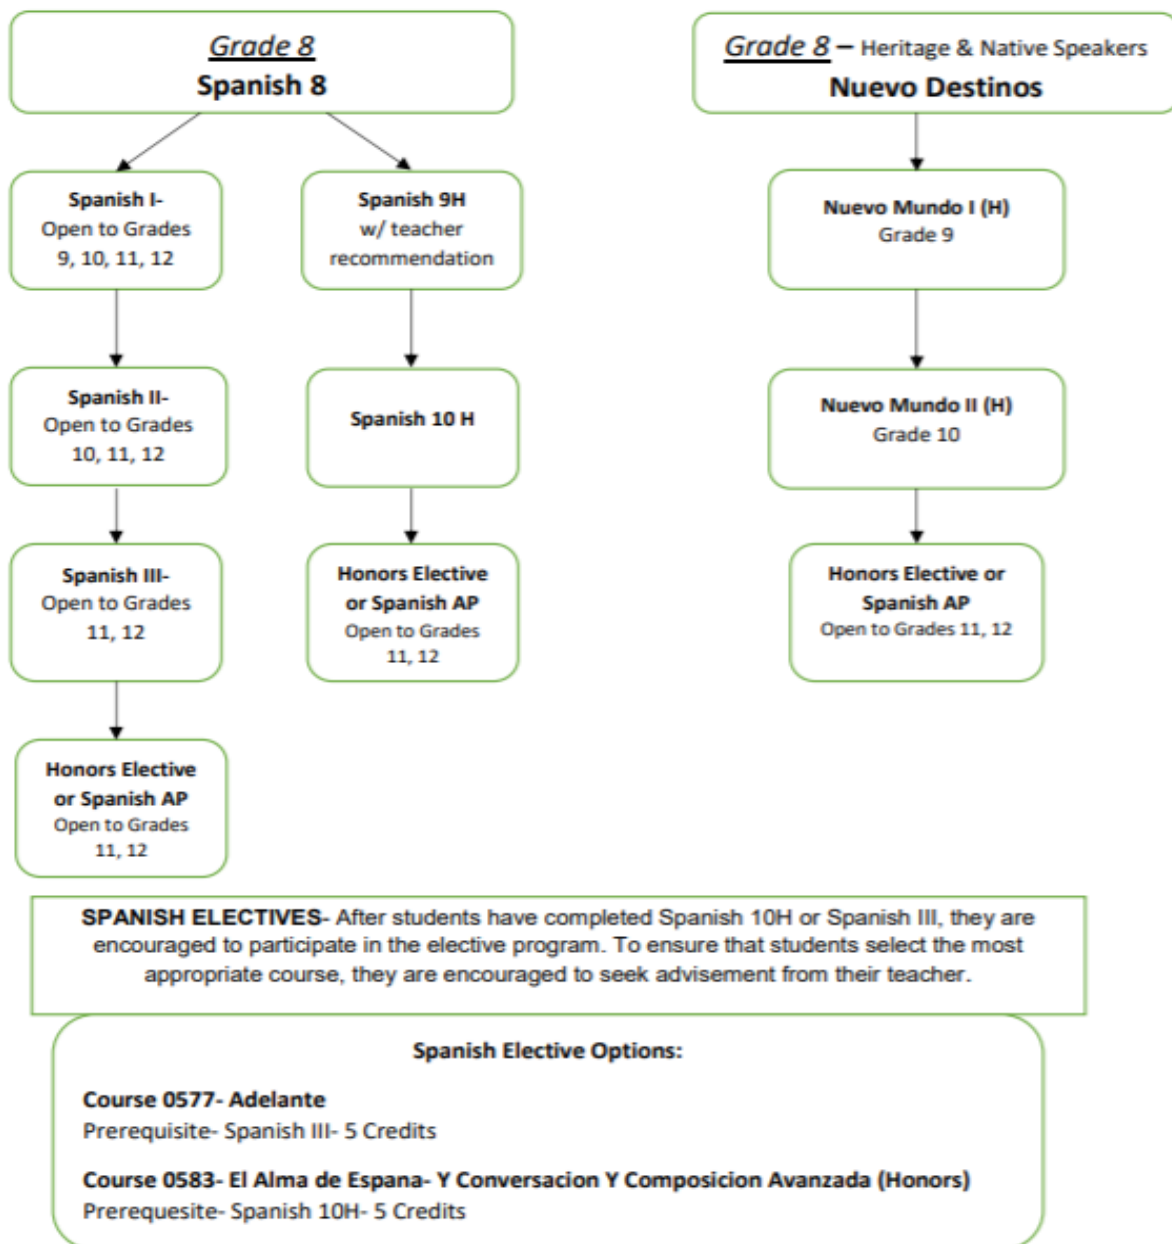 Grade 8
Spanish 8
Grade 8 – Heritage & Native Speakers
Nuevo Destinos
Spanish I-
Open to Grades
9, 10, 11, 12
Spanish 9H
w/ teacher
recommendation
Nuevo Mundo I (H)
Grade 9
Spanish II-
Open to Grades
10, 11, 12
Spanish 10 H
Nuevo Mundo II (H)
Grade 10
Spanish III-
Open to Grades
11, 12
Honors Elective
or Spanish AP
Open to Grades
11, 12
Honors Elective or
Spanish AP
Open to Grades 11, 12
Honors Elective
or Spanish AP
Open to Grades
11, 12
SPANISH ELECTIVES- After students have completed Spanish 10H or Spanish III, they are
encouraged to participate in the elective program. To ensure that students select the most
appropriate course, they are encouraged to seek advisement from their teacher.
Spanish Elective Options:
Course 0577- Adelante
Prerequisite- Spanish III- 5 Credits
Course 0583- El Alma de Espana- Y Conversacion Y Composicion Avanzada (Honors)
Prerequesite- Spanish 10H- 5 Credits